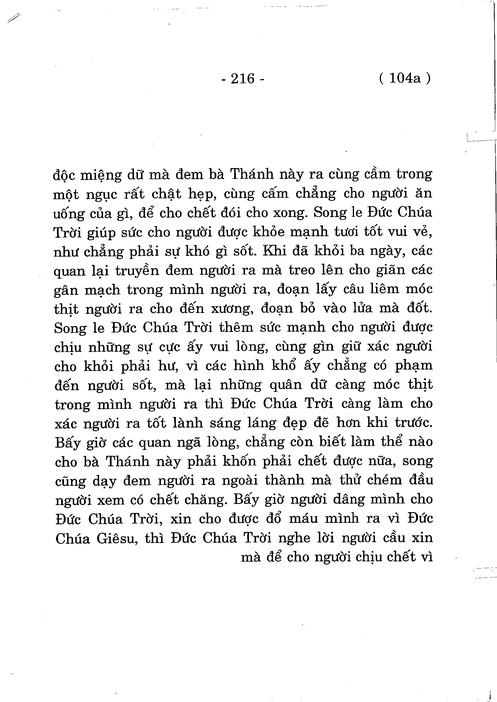 - 216 -
( 104a )
độc miệng dữ mà đem bà Thánh này ra cùng cầm trong
một ngục rất chật hẹp, cùng cấm chẳng cho người ăn
uống của gì, để cho chết đói cho xong. Song le Đức Chúa
Trời giúp sức cho người được khỏe mạnh tươi tốt vui vẻ,
như chẳng phải sự khó gì sốt. Khi đã khỏi ba ngày, các
quan lại truyền đem người ra mà treo lên cho giãn các
gân mạch trong mình người ra, đoạn lấy câu liêm móc
thịt người ra cho đến xương, đoạn bỏ vào lửa mà đốt.
Song le Đức Chúa Trời thêm sức mạnh cho người được
chịu những sự cực ấy vui lòng, cùng gìn giữ xác người
cho khỏi phải hư, vì các hình khổ ấy chẳng có phạm
đến người sốt, mà lại những quân dữ càng móc thịt
trong mình người ra thì Đức Chúa Trời càng làm cho
xác người ra tốt lành sáng láng đẹp đẽ hơn khi trước.
Bấy giờ các quan ngã lòng, chẳng còn biết làm thể nào
cho bà Thánh này phải khốn phải chết được nữa, song
cũng dạy đem người ra ngoài thành mà thử chém đầu
người xem có chết chăng. Bấy giờ người dâng mình cho
Đức Chúa Trời, xin cho được đổ máu mình ra vì Đức
Chúa Giêsu, thì Đức Chúa Trời nghe lời người cầu xin
mà để cho người chịu chết vì